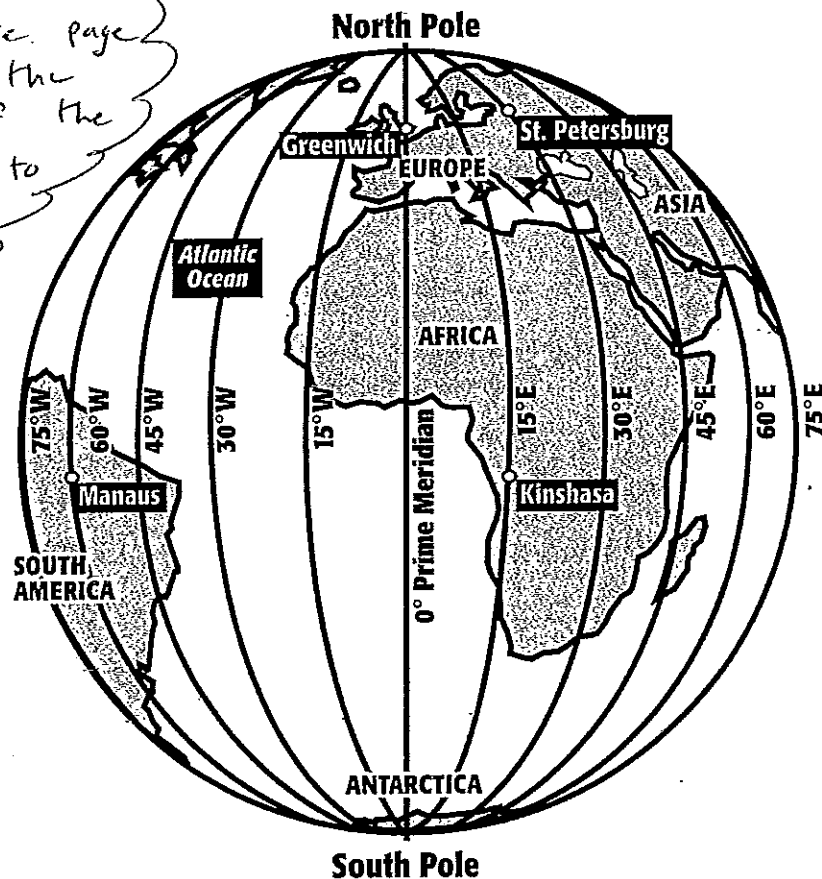 page
the
the
to
North Pole
Greenwich
St. Petersburg
EUROPE
ASIA
Atlantic
Ocean
AFRICA
75°W
60°W
45°W
30°W
15°W
0° Prime Meridian
15°E
30°E
45°E
60°E
75°E
Manaus
Kinshasa
SOUTH
AMERICA
ANTARCTICA
South Pole